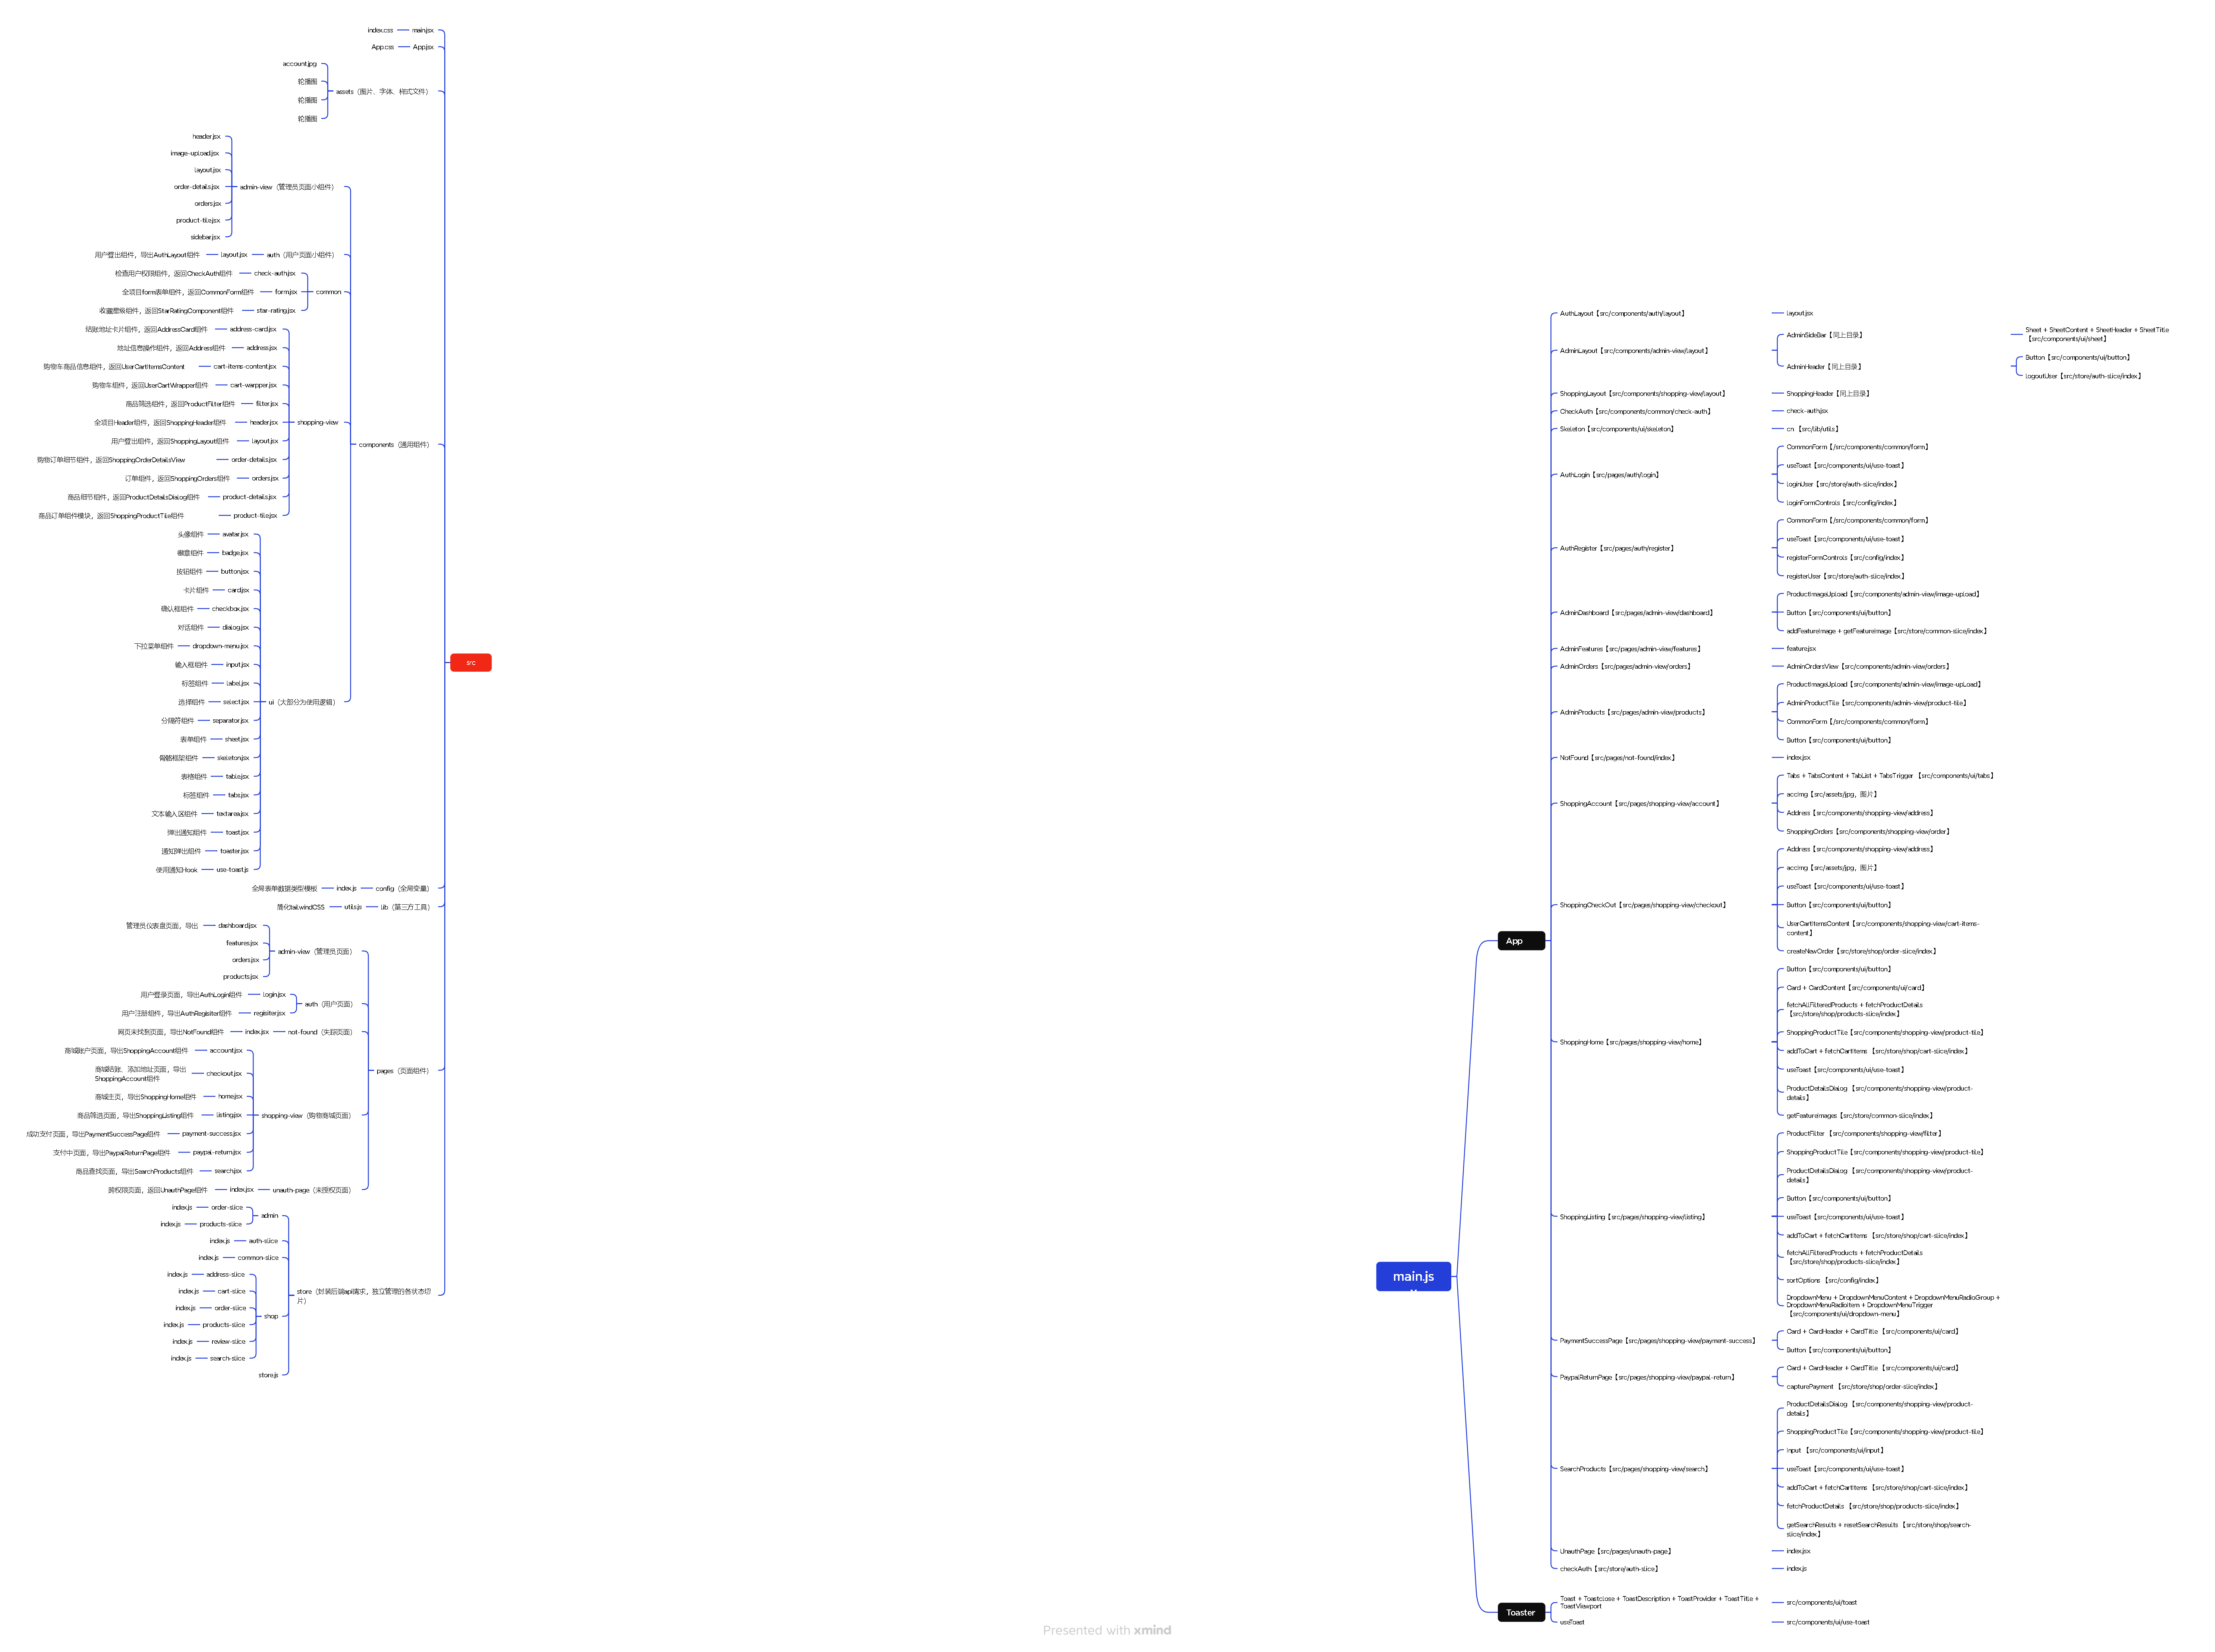 index.css
main.jsx
App.css
App.jsx
account.jpg
轮播图
轮播图
轮播图
assets（图片、字体、样式文件）
header.jsx
image-upload.jsx
layout.jsx
order-details.jsx
orders.jsx
product-tile.jsx
sidebar.jsx
admin-view（管理员页面小组件）
用户登出组件，导出AuthLayout组件
layout.jsx
auth（用户页面小组件）
检查用户权限组件，返回CheckAuth组件
check-auth.jsx
全项目form表单组件，返回CommonForm组件
form.jsx
common
收藏星级组件，返回StarRatingComponent组件
star-rating.jsx
结账地址卡片组件，返回AddressCard组件
address-card.jsx
地址信息操作组件，返回Address组件
address.jsx
购物车商品信息组件，返回UserCartItemsContent
cart-items-content.jsx
购物车组件，返回UserCartWrapper组件
cart-warpper.jsx
商品筛选组件，返回ProductFilter组件
filter.jsx
全项目Header组件，返回ShoppingHeader组件
header.jsx
shopping-view
用户登出组件，返回ShoppingLayout组件
layout.jsx
购物订单细节组件，返回ShoppingOrderDetailsView
order-details.jsx
订单组件，返回ShoppingOrders组件
orders.jsx
商品细节组件，返回ProductDetailsDialog组件
product-details.jsx
商品订单组件模块，返回ShoppingProductTile组件
product-tile.jsx
components（通用组件）
头像组件
avatar.jsx
徽章组件
badge.jsx
按钮组件
button.jsx
卡片组件
card.jsx
确认框组件
checkbox.jsx
对话组件
dialog.jsx
下拉菜单组件
dropdown-menu.jsx
输入框组件
input.jsx
标签组件
label.jsx
选择组件
select.jsx
ui（大部分为使用逻辑）
分隔符组件
separator.jsx
表单组件
sheet.jsx
骨骼框架组件
skeleton.jsx
表格组件
table.jsx
标签组件
tabs.jsx
文本输入区组件
textarea.jsx
弹出通知组件
toast.jsx
通知弹出组件
toaster.jsx
使用通知Hook
use-toast.js
src
全局表单数据类型模板
index.js
config（全局变量）
简化tailwindCSS
utils.js
lib（第三方工具）
管理员仪表盘页面，导出
dashboard.jsx
features.jsx
orders.jsx
products.jsx
admin-view（管理员页面）
用户登录页面，导出AuthLogin组件
login.jsx
用户注册组件，导出AuthRegisiter组件
regisiter.jsx
auth（用户页面）
网页未找到页面，导出NotFound组件
index.jsx
not-found（失踪页面）
商城账户页面，导出ShoppingAccount组件
account.jsx
商城结账、添加地址页面，导出
ShoppingAccount组件
checkout.jsx
商城主页，导出ShoppingHome组件
home.jsx
商品筛选页面，导出ShoppingListing组件
listing.jsx
shopping-view（购物商城页面）
成功支付页面，导出PaymentSuccessPage组件
payment-success.jsx
支付中页面，导出PaypalReturnPage组件
paypal-return.jsx
商品查找页面，导出SearchProducts组件
search.jsx
跨权限页面，返回UnauthPage组件
index.jsx
unauth-page（未授权页面）
pages（页面组件）
index.js
order-slice
index.js
products-slice
admin
index.js
auth-slice
index.js
common-slice
index.js
address-slice
index.js
cart-slice
index.js
order-slice
index.js
products-slice
index.js
review-slice
index.js
search-slice
shop
store.js
store（封装后端api请求，独立管理的各状态切
片）
main.js
App
AuthLayout【src/components/auth/layout】
layout.jsx
AdminLayout【src/components/admin-view/layout】
AdminSideBar【同上目录】
Sheet + SheetContent + SheetHeader + SheetTitle
【src/components/ui/sheet】
AdminHeader【同上目录】
Button【src/components/ui/button】
logoutUser【src/store/auth-slice/index】
ShoppingLayout【src/components/shopping-view/layout】
ShoppingHeader【同上目录】
CheckAuth【src/components/common/check-auth】
check-auth.jsx
Skeleton【src/components/ui/skeleton】
cn 【src/lib/utils】
AuthLogin【src/pages/auth/login】
CommonForm【/src/components/common/form】
useToast【src/components/ui/use-toast】
loginUser【src/store/auth-slice/index】
loginFormControls【src/config/index】
AuthRegister【src/pages/auth/register】
CommonForm【/src/components/common/form】
useToast【src/components/ui/use-toast】
registerFormControls【src/config/index】
registerUser【src/store/auth-slice/index】
AdminDashboard【src/pages/admin-view/dashboard】
ProductImageUpload【src/components/admin-view/image-upload】
Button【src/components/ui/button】
addFeatureImage + getFeatureImage【src/store/common-slice/index】
AdminFeatures【src/pages/admin-view/features】
feature.jsx
AdminOrders【src/pages/admin-view/orders】
AdminOrdersView【src/components/admin-view/orders】
AdminProducts【src/pages/admin-view/products】
ProductImageUpload【src/components/admin-view/image-upLoad】
AdminProductTile【src/components/admin-view/product-tile】
CommonForm【/src/components/common/form】
Button【src/components/ui/button】
NotFound【src/pages/not-found/index】
index.jsx
ShoppingAccount【src/pages/shopping-view/account】
Tabs + TabsContent + TabList + TabsTrigger 【src/components/ui/tabs】
accImg【src/assets/jpg，图片】
Address【src/components/shopping-view/address】
ShoppingOrders【src/components/shopping-view/order】
ShoppingCheckOut【src/pages/shopping-view/checkout】
Address【src/components/shopping-view/address】
accImg【src/assets/jpg，图片】
useToast【src/components/ui/use-toast】
Button【src/components/ui/button】
UserCartItemsContent【src/components/shopping-view/cart-items-
content】
createNewOrder【src/store/shop/order-slice/index】
ShoppingHome【src/pages/shopping-view/home】
Button【src/components/ui/button】
Card + CardContent【src/components/ui/card】
fetchAllFilteredProducts + fetchProductDetails
【src/store/shop/products-slice/index】
ShoppingProductTile【src/components/shopping-view/product-tile】
addToCart + fetchCartItems 【src/store/shop/cart-slice/index】
useToast【src/components/ui/use-toast】
ProductDetailsDialog 【src/components/shopping-view/product-
details】
getFeatureImages【src/store/common-slice/index】
ShoppingListing【src/pages/shopping-view/listing】
ProductFilter 【src/components/shopping-view/filter】
ShoppingProductTile【src/components/shopping-view/product-tile】
ProductDetailsDialog 【src/components/shopping-view/product-
details】
Button【src/components/ui/button】
useToast【src/components/ui/use-toast】
addToCart + fetchCartItems 【src/store/shop/cart-slice/index】
fetchAllFilteredProducts + fetchProductDetails
【src/store/shop/products-slice/index】
sortOptions 【src/config/index】
DropdownMenu + DropdownMenuContent + DropdownMenuRadioGroup +
DropdownMenuRadioItem + DropdownMenuTrigger
【src/components/ui/dropdown-menu】
PaymentSuccessPage【src/pages/shopping-view/payment-success】
Card + CardHeader + CardTitle 【src/components/ui/card】
Button【src/components/ui/button】
PaypalReturnPage【src/pages/shopping-view/paypal-return】
Card + CardHeader + CardTitle 【src/components/ui/card】
capturePayment 【src/store/shop/order-slice/index】
SearchProducts【src/pages/shopping-view/search】
ProductDetailsDialog 【src/components/shopping-view/product-
details】
ShoppingProductTile【src/components/shopping-view/product-tile】
Input 【src/components/ui/input】
useToast【src/components/ui/use-toast】
addToCart + fetchCartItems 【src/store/shop/cart-slice/index】
fetchProductDetails 【src/store/shop/products-slice/index】
getSearchResults + resetSearchResults 【src/store/shop/search-
slice/index】
UnauthPage【src/pages/unauth-page】
index.jsx
checkAuth【src/store/auth-slice】
index.js
Toaster
Toast + Toastclose + ToastDescription + ToastProvider + ToastTitle +
ToastViewport
src/components/ui/toast
useToast
src/components/ui/use-toast
Presented with xmind